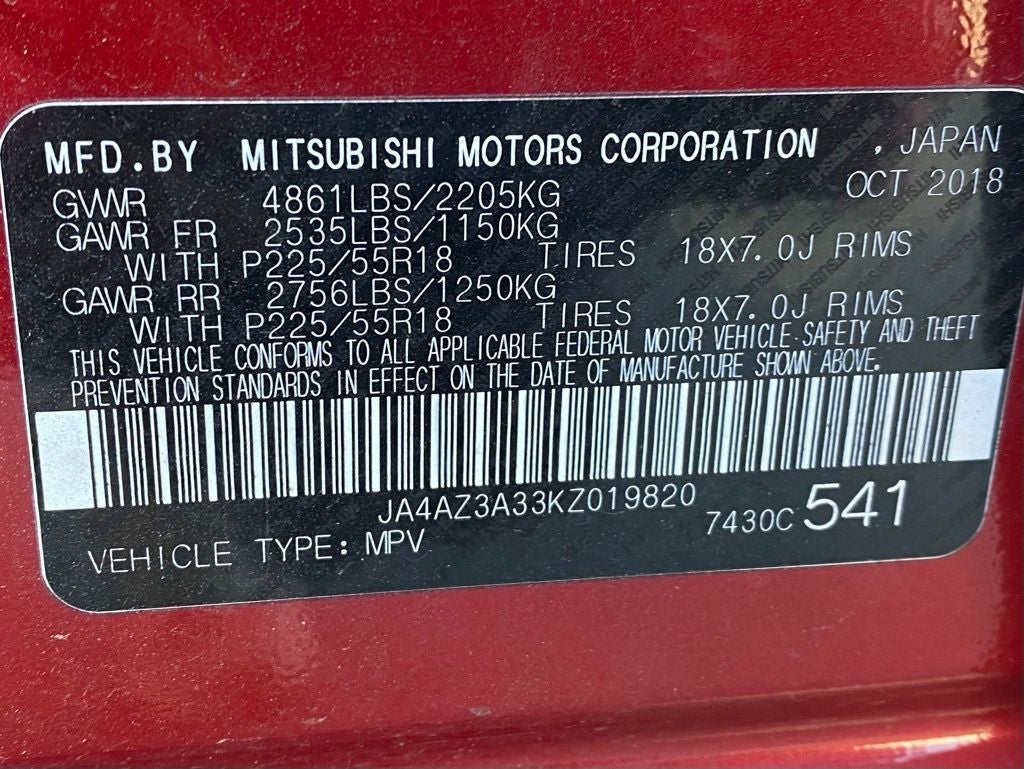 MFD.BY MITSUBISHI MOTORS CORPORATION , JAPAN
GVWR 4861LBS/2205KG OCT 2018
GAWR FR 2535LBS/1150KG
WITH P225/55R18 TIRES 18X7.0J RIMS
GAWR RR 2756LBS/1250KG
WITH P225/55R18 TIRES 18X7.0J RIMS
THIS VEHICLE CONFORMS TO ALL APPLICABLE FEDERAL MOTOR VEHICLE SAFETY AND THEFT
PREVENTION STANDARDS IN EFFECT ON THE DATE OF MANUFACTURE SHOWN ABOVE.
JA4AZ3A33KZ019820
7430C 541
VEHICLE TYPE: MPV